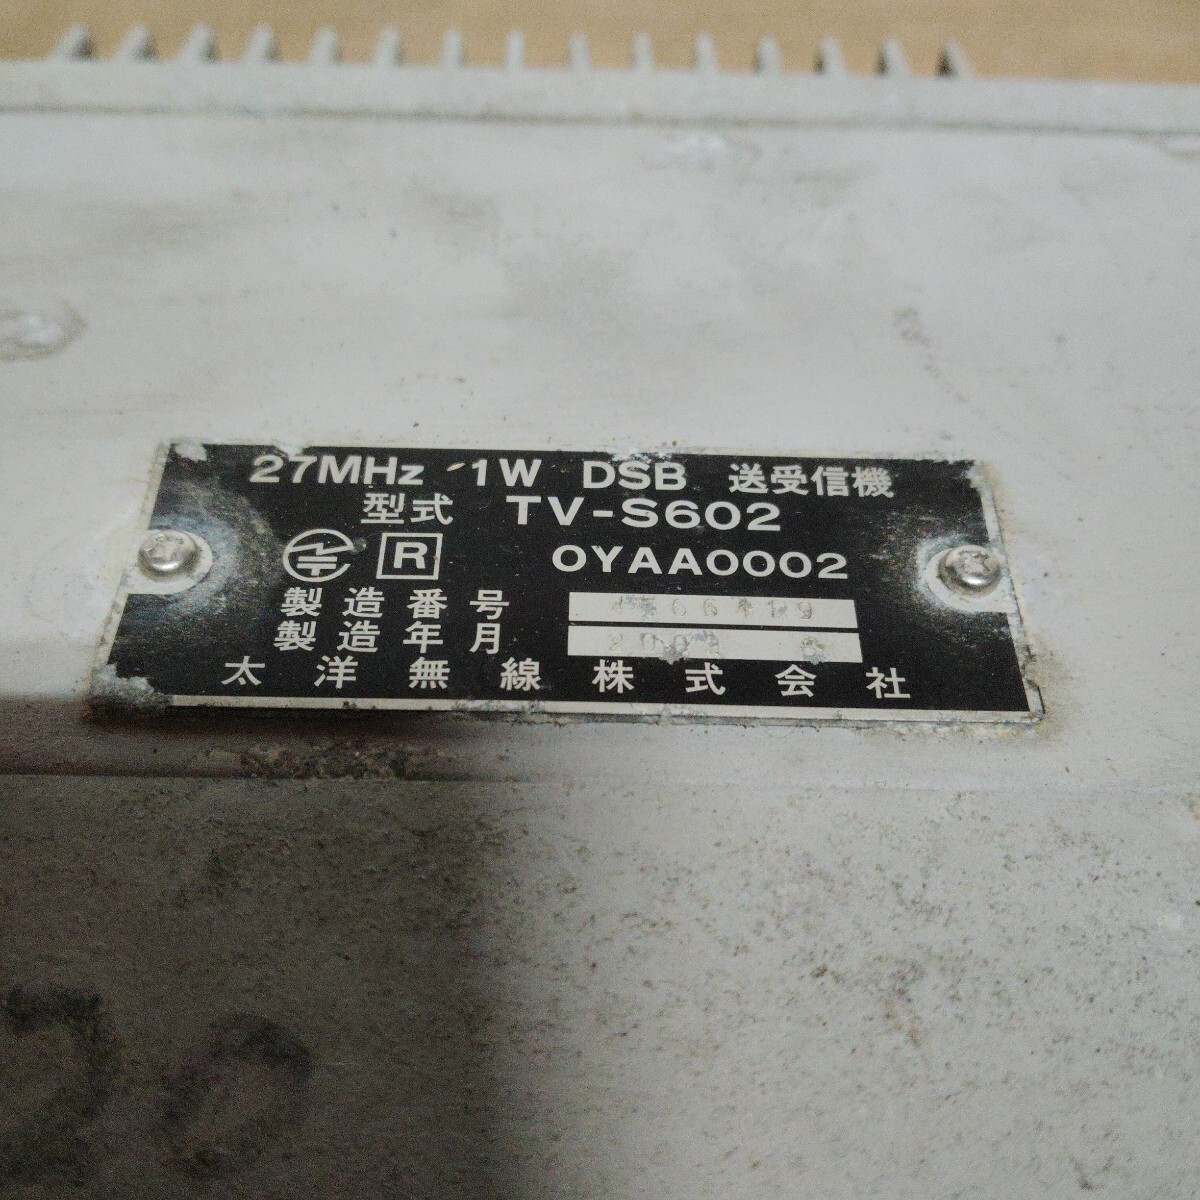 27MHz 1W DSB 送受信機
型式 TV-S602
R OYAA0002
製造番号
製造年月
太洋無線株式会社